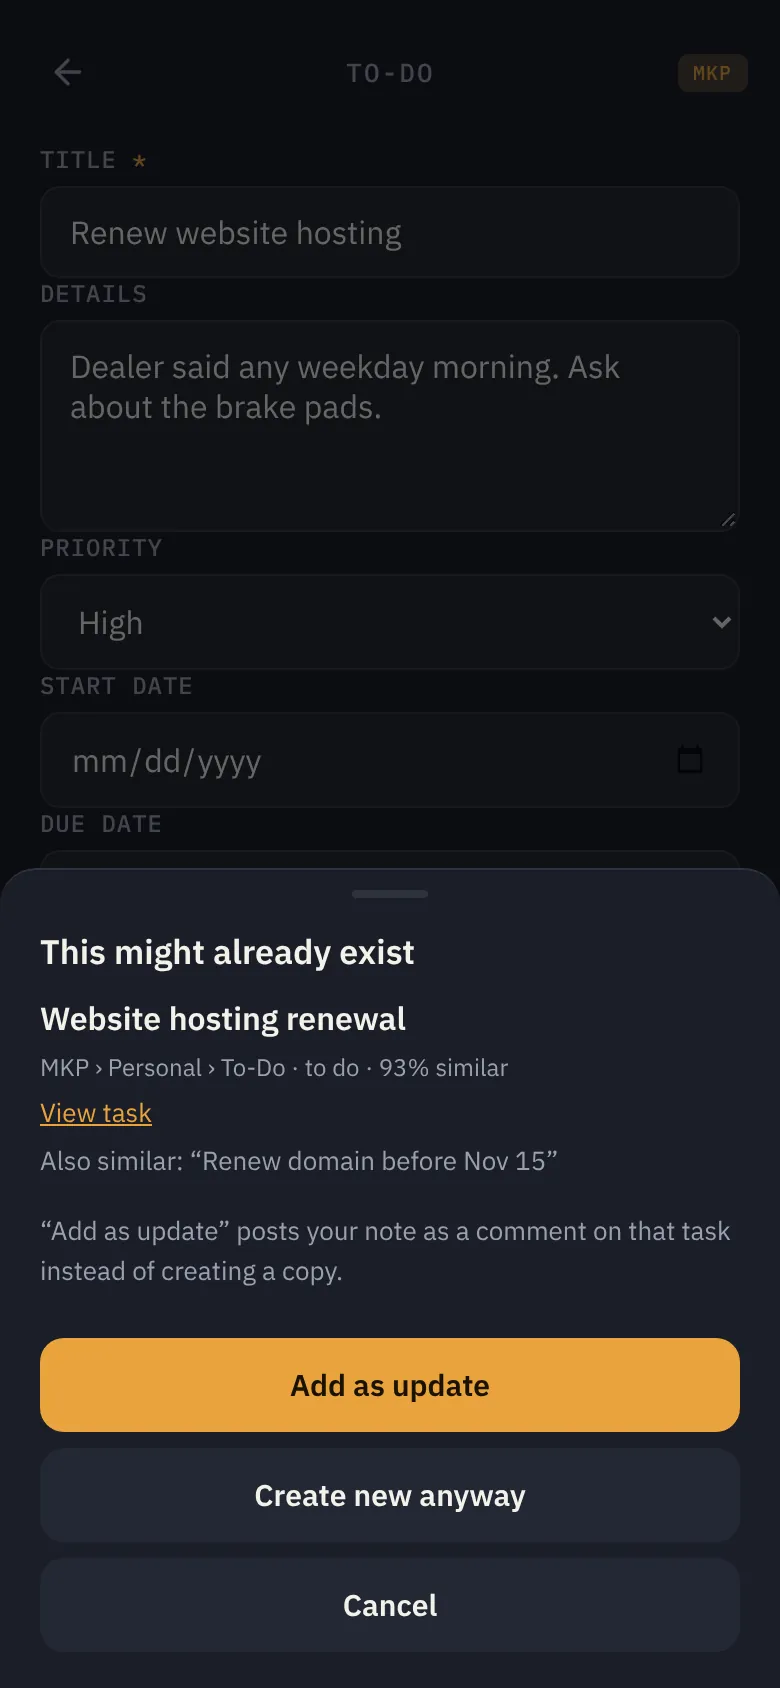 TO-DO
MKP
TITLE *
Renew website hosting
DETAILS
Dealer said any weekday morning. Ask
about the brake pads.
PRIORITY
High
START DATE
mm/dd/yyyy
DUE DATE
This might already exist
Website hosting renewal
MKP › Personal › To-Do · to do · 93% similar
View task
Also similar: “Renew domain before Nov 15”
“Add as update” posts your note as a comment on that task
instead of creating a copy.
Add as update
Create new anyway
Cancel